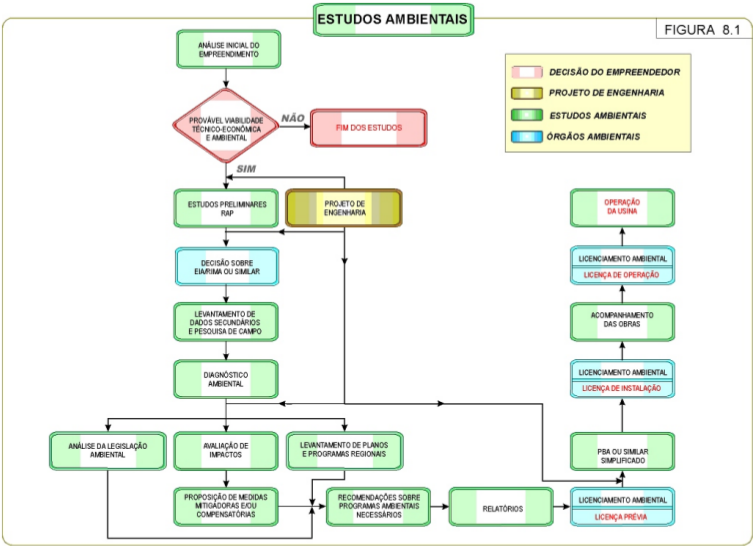 ESTUDOS AMBIENTAIS
FIGURA 8.1
DECISÃO DO EMPREENDEDOR
PROJETO DE ENGENHARIA
ESTUDOS AMBIENTAIS
ÓRGÃOS AMBIENTAIS
ANÁLISE INICIAL DO
EMPREENDIMENTO
PROVÁVEL VIABILIDADE
TÉCNICO-ECONÔMICA
E AMBIENTAL
NÃO
FIM DOS ESTUDOS
SIM
ESTUDOS PRELIMINARES
RAP
PROJETO DE
ENGENHARIA
DECISÃO SOBRE
EIA/RIMA OU SIMILAR
LEVANTAMENTO DE
DADOS SECUNDÁRIOS
E PESQUISA DE CAMPO
DIAGNÓSTICO
AMBIENTAL
ANÁLISE DA LEGISLAÇÃO
AMBIENTAL
AVALIAÇÃO DE
IMPACTOS
LEVANTAMENTO DE PLANOS
E PROGRAMAS REGIONAIS
PROPOSIÇÃO DE MEDIDAS
MITIGADORAS E/OU
COMPENSATÓRIAS
RECOMENDAÇÕES SOBRE
PROGRAMAS AMBIENTAIS
NECESSÁRIOS
RELATÓRIOS
OPERAÇÃO
DA USINA
LICENCIAMENTO AMBIENTAL
LICENÇA DE OPERAÇÃO
ACOMPANHAMENTO
DAS OBRAS
LICENCIAMENTO AMBIENTAL
LICENÇA DE INSTALAÇÃO
PBA OU SIMILAR
SIMPLIFICADO
LICENCIAMENTO AMBIENTAL
LICENÇA PRÉVIA